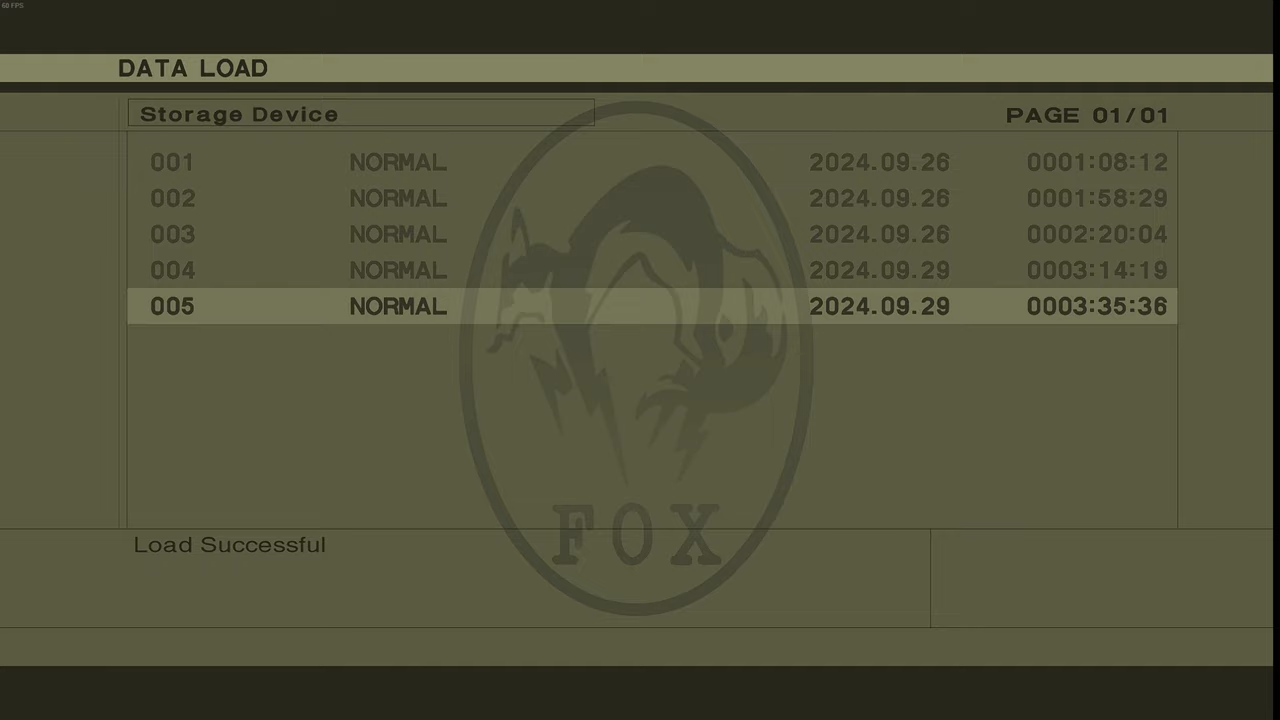 60 FPS
DATA LOAD
Storage Device PAGE 01/01
001 NORMAL 2024.09.26 0001:08:12
002 NORMAL 2024.09.26 0001:58:29
003 NORMAL 2024.09.26 0002:20:04
004 NORMAL 2024.09.29 0003:14:19
005 NORMAL 2024.09.29 0003:35:36
FOX
Load Successful